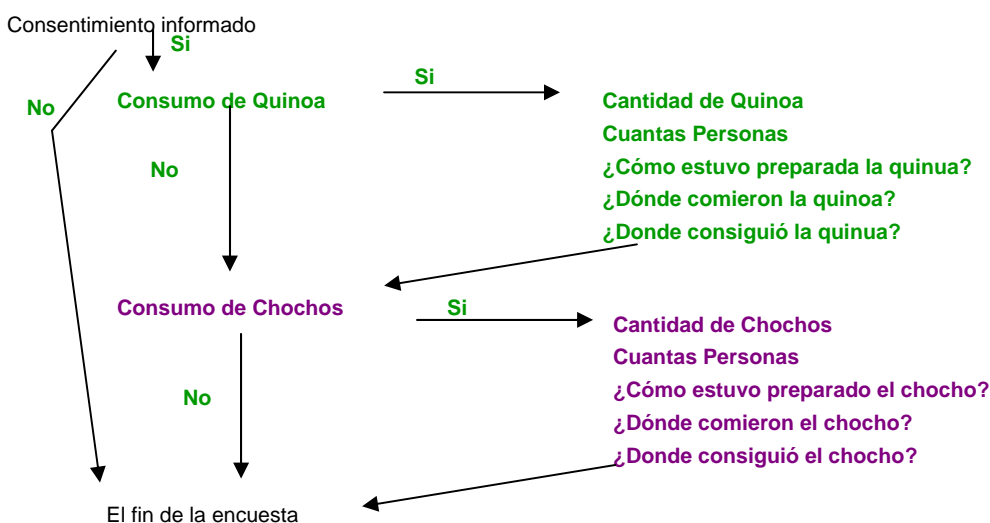 Consentimiento informado
Si
No
Consumo de Quinoa
Si
Cantidad de Quinoa
Cuantas Personas
¿Cómo estuvo preparada la quinua?
¿Dónde comieron la quinoa?
¿Donde consiguió la quinua?
No
Consumo de Chochos
Si
Cantidad de Chochos
Cuantas Personas
¿Cómo estuvo preparado el chocho?
¿Dónde comieron el chocho?
¿Donde consiguió el chocho?
No
El fin de la encuesta